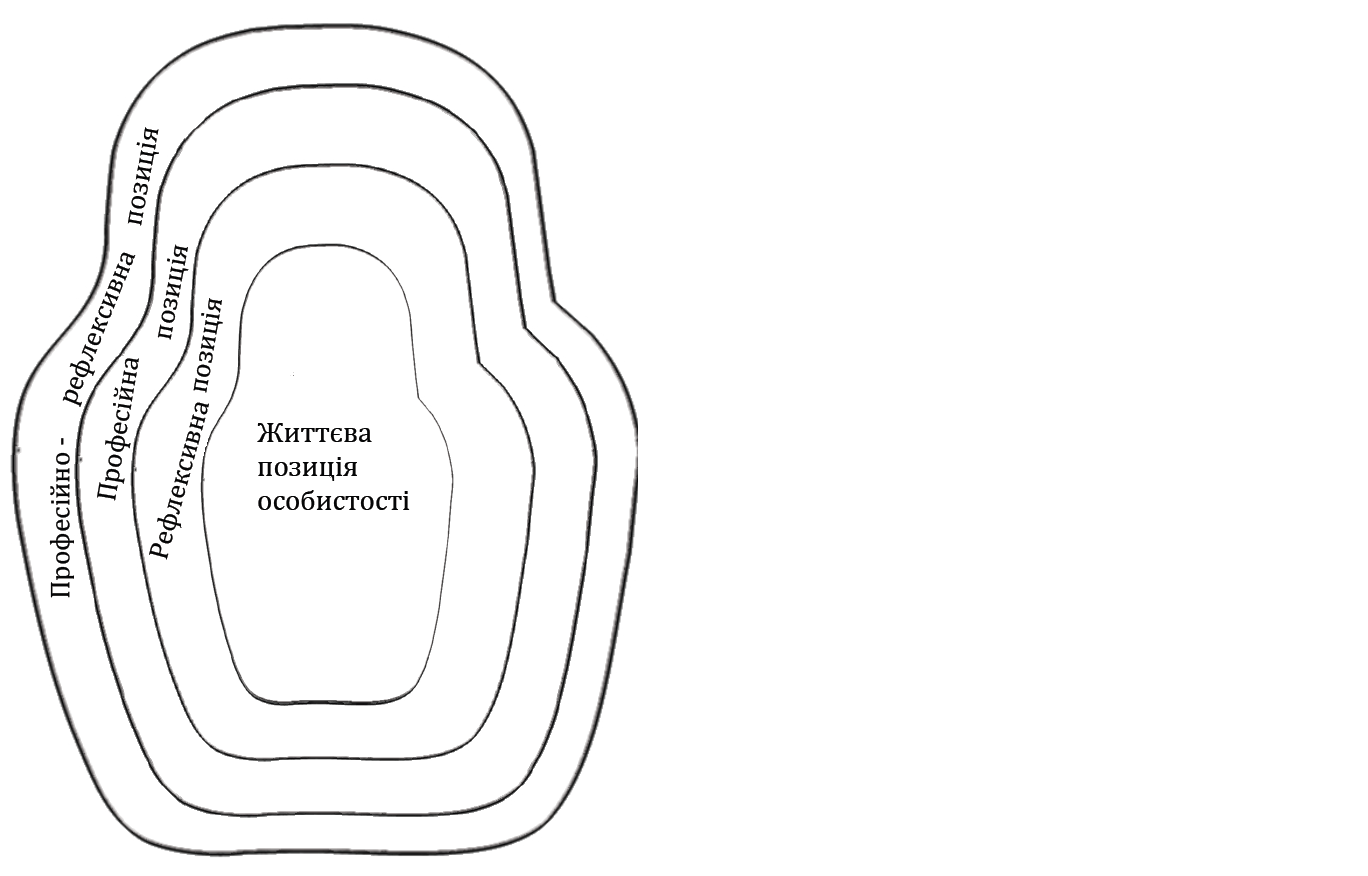 Професійно - рефлексивна позиція
Професійна позиція
Рефлексивна позиція
Життєва
позиція
особистості